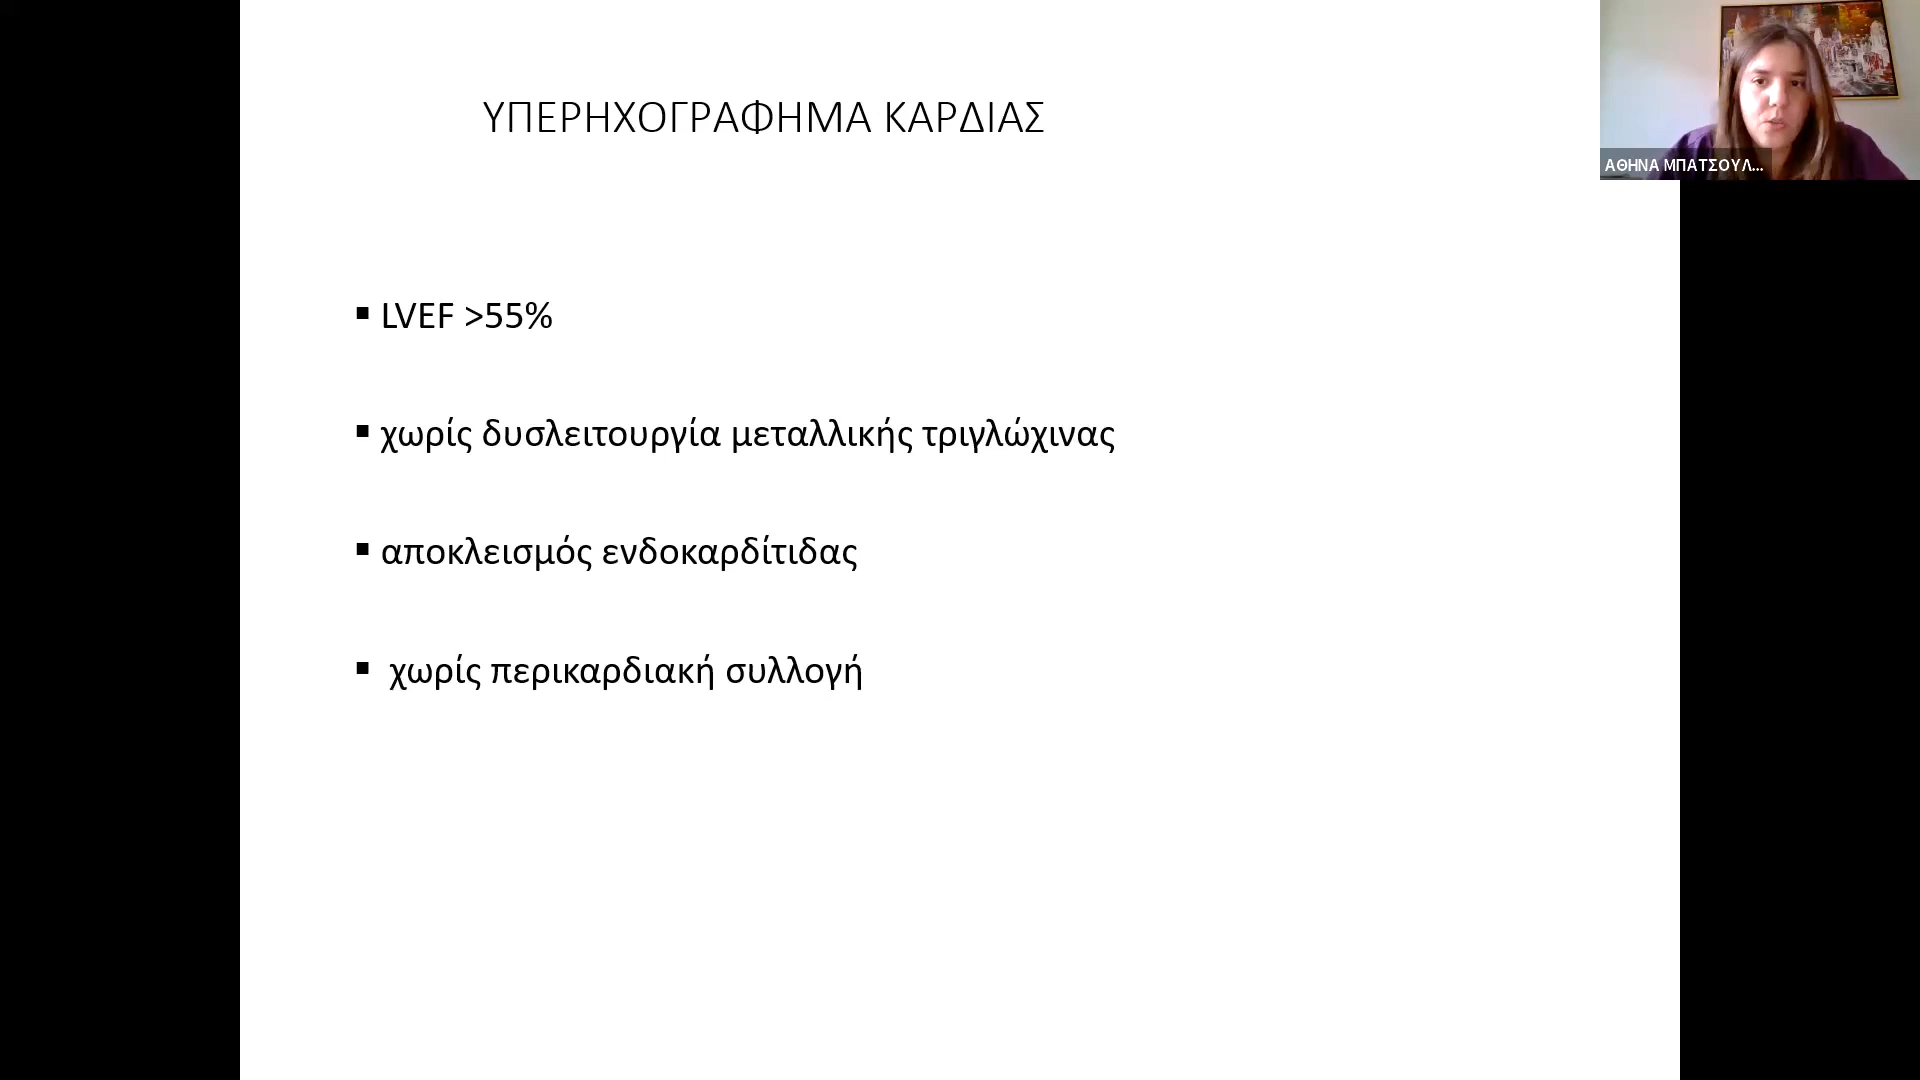 ΥΠΕΡΗΧΟΓΡΑΦΗΜΑ ΚΑΡΔΙΑΣ
ΑΘΗΝΑ ΜΠΑΤΣΟΥΛ...
▪ LVEF >55%
▪ χωρίς δυσλειτουργία μεταλλικής τριγλώχινας
▪ αποκλεισμός ενδοκαρδίτιδας
▪ χωρίς περικαρδιακή συλλογή